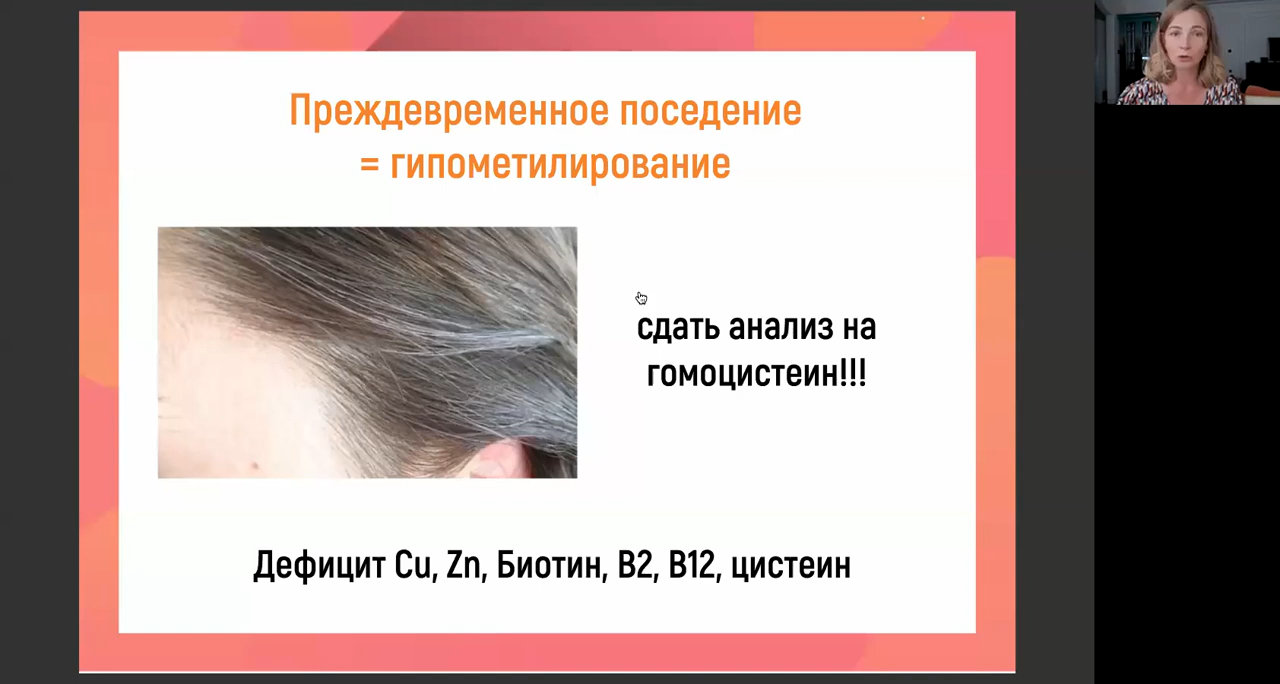 Преждевременное поседение
= гипометилирование
сдать анализ на
гомоцистеин!!!
Дефицит Cu, Zn, Биотин, B2, B12, цистеин